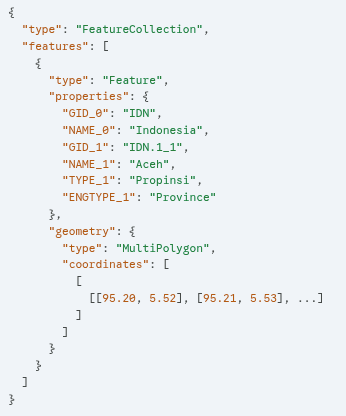 {
  "type": "FeatureCollection",
  "features": [
    {
      "type": "Feature",
      "properties": {
        "GID_0": "IDN",
        "NAME_0": "Indonesia",
        "GID_1": "IDN.1_1",
        "NAME_1": "Aceh",
        "TYPE_1": "Propinsi",
        "ENGTYPE_1": "Province"
      },
      "geometry": {
        "type": "MultiPolygon",
        "coordinates": [
          [
            [[95.20, 5.52], [95.21, 5.53], ...]
          ]
        ]
      }
    }
  ]
}